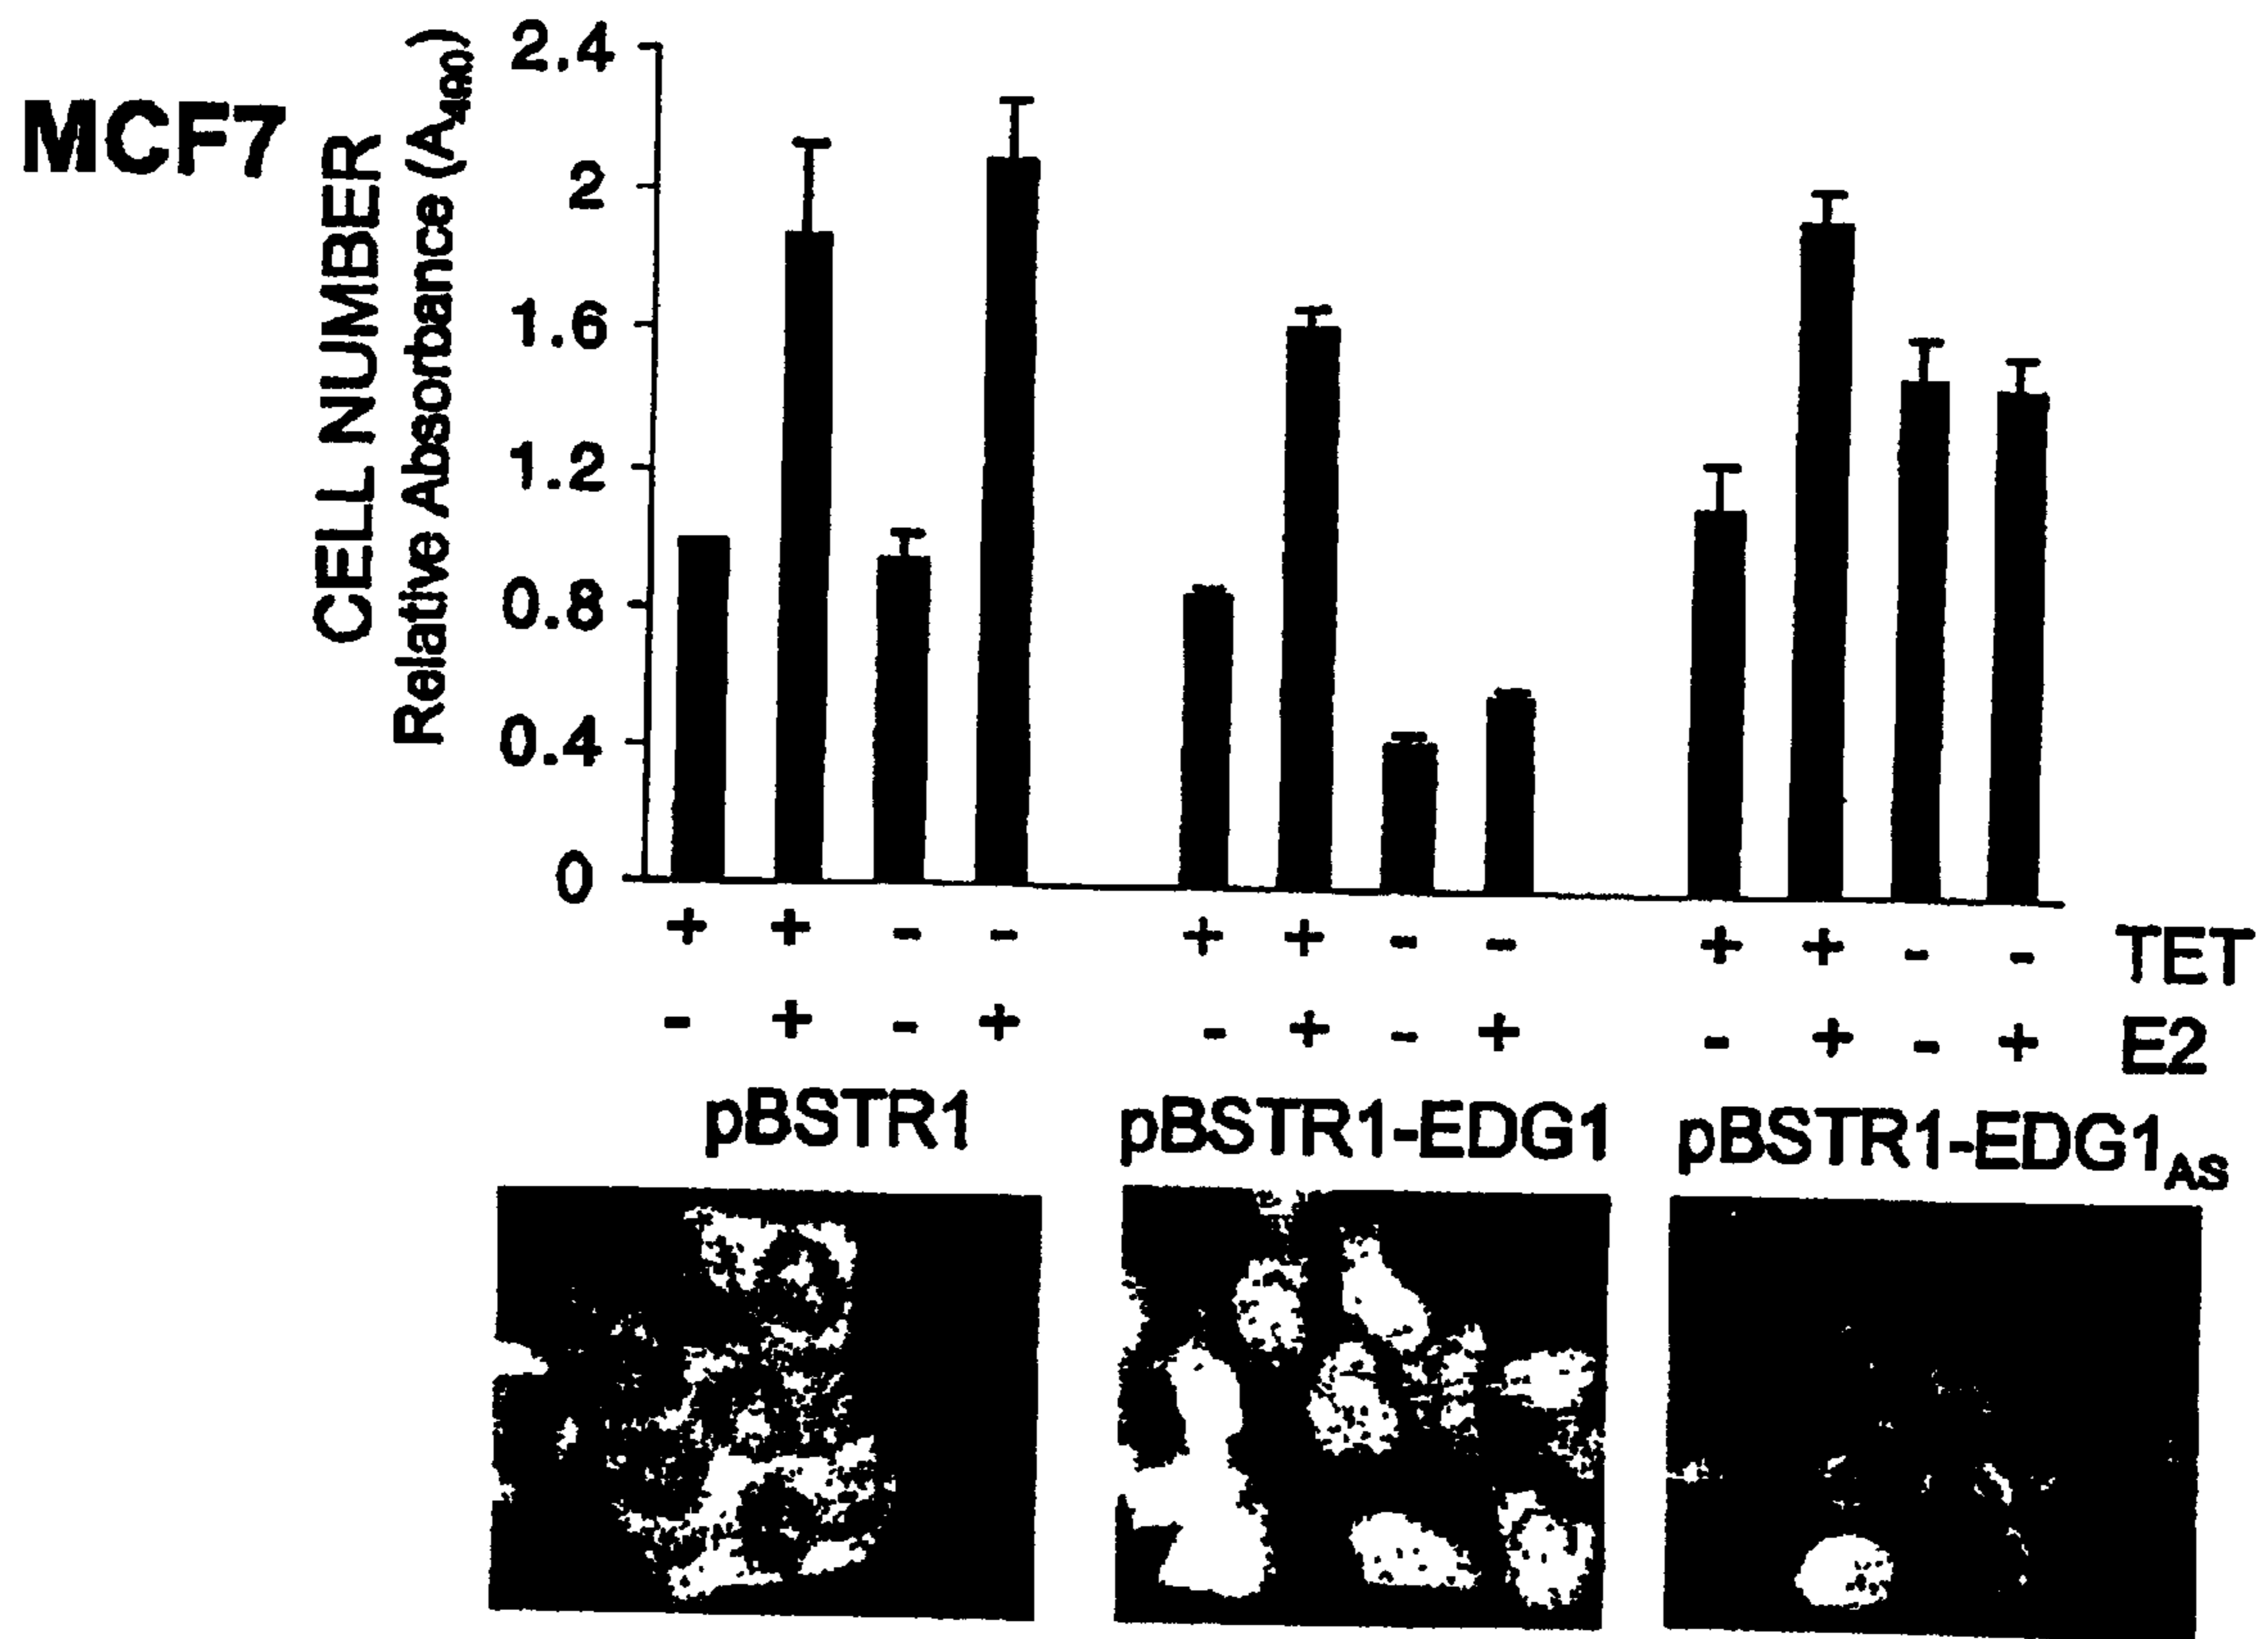 MCF7
CELL NUMBER
Relative Absorbance (A490)
2.4
2
1.6
1.2
0.8
0.4
0
+ + - - + + - - + + - - TET
- + - + - + - + - + - + E2
pBSTR1 pBSTR1-EDG1 pBSTR1-EDG1AS